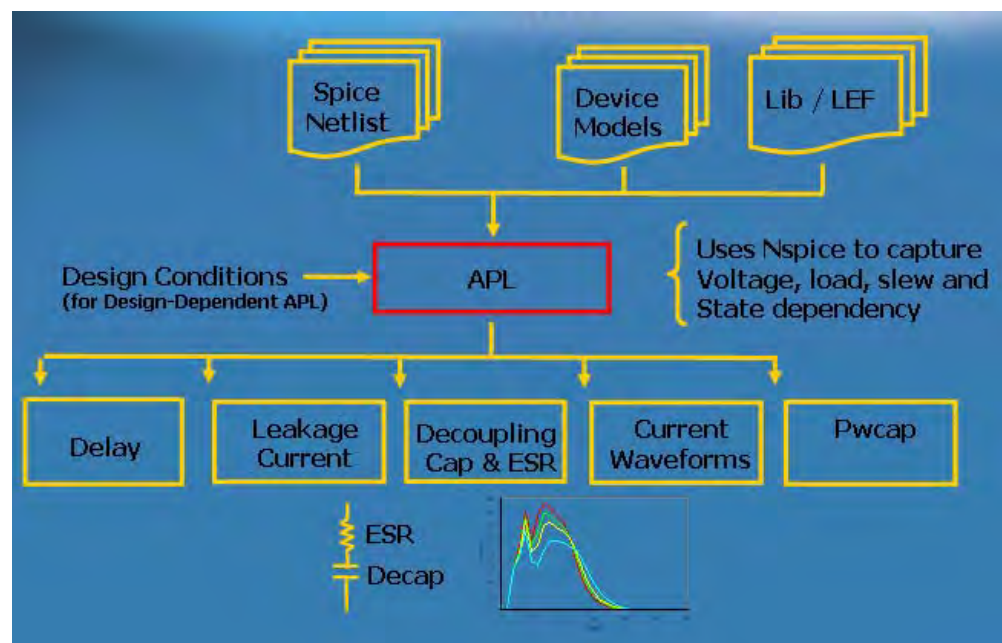 Spice
Netlist
Device
Models
Lib / LEF
Design Conditions
(for Design-Dependent APL)
APL
Uses Nspice to capture
Voltage, load, slew and
State dependency
Delay
Leakage
Current
Decoupling
Cap & ESR
Current
Waveforms
Pwcap
ESR
Decap